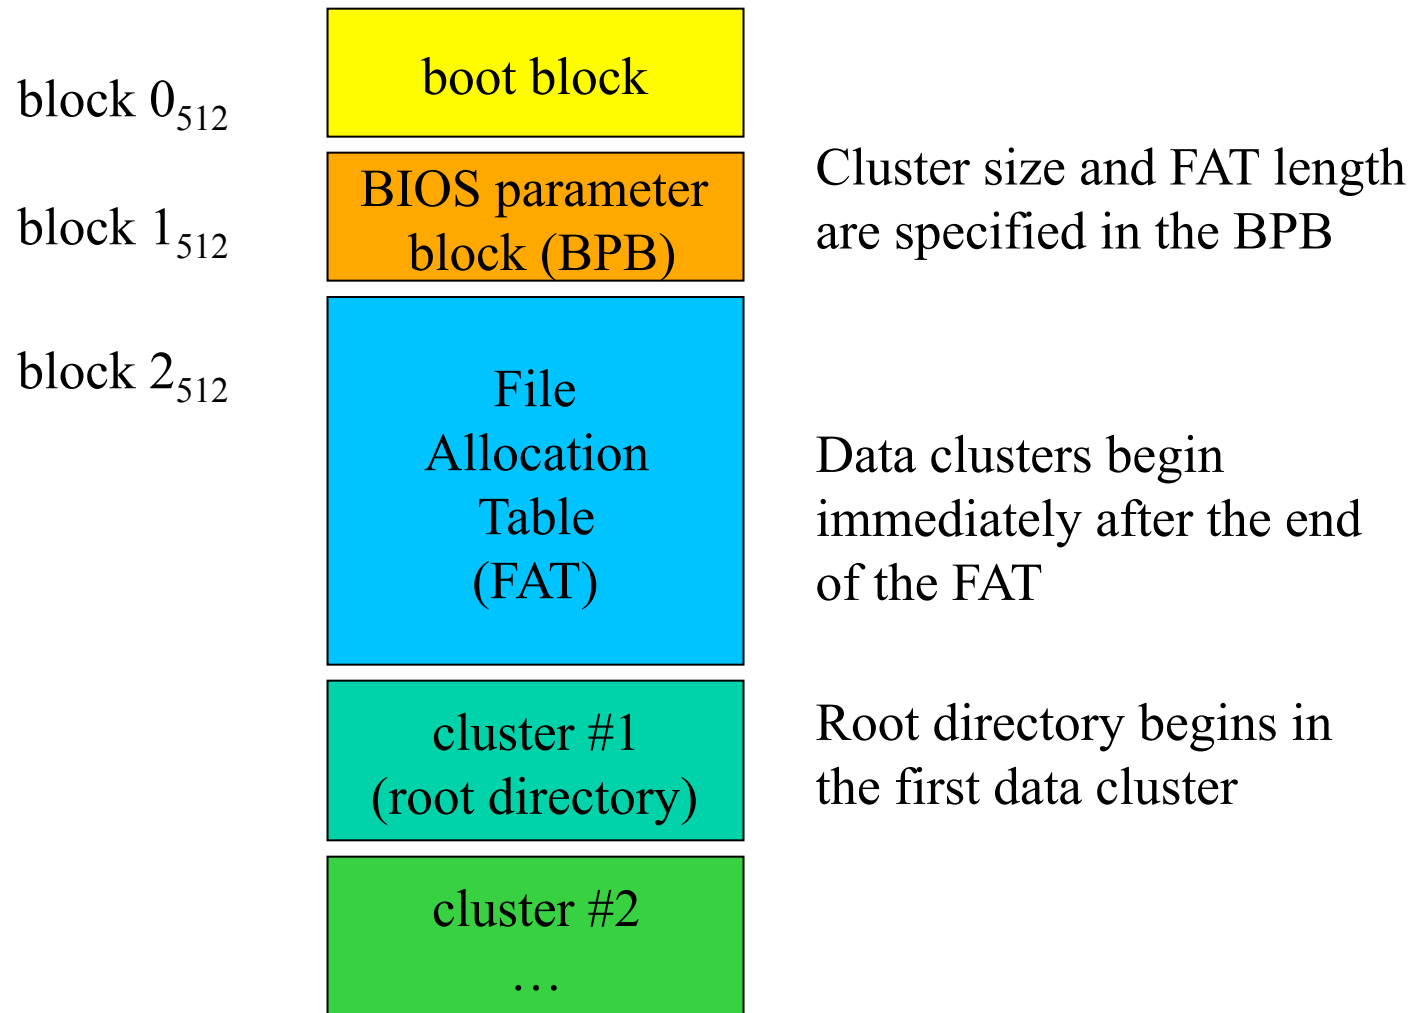 block 0512
boot block
block 1512
BIOS parameter
block (BPB)
Cluster size and FAT length
are specified in the BPB
block 2512
File
Allocation
Table
(FAT)
Data clusters begin
immediately after the end
of the FAT
cluster #1
(root directory)
Root directory begins in
the first data cluster
cluster #2
…